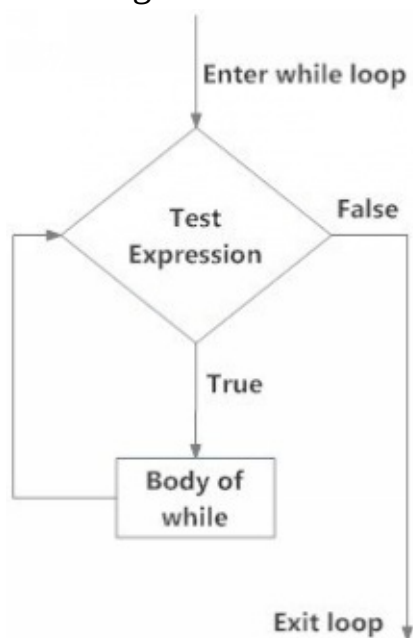 Enter while loop
Test
Expression
False
True
Body of
while
Exit loop